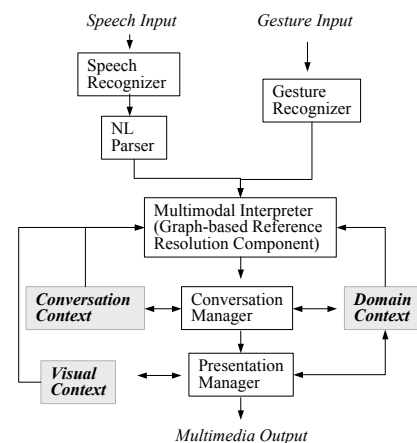 Speech Input
Gesture Input
Speech
Recognizer
Gesture
Recognizer
NL
Parser
Multimodal Interpreter
(Graph-based Reference
Resolution Component)
Conversation
Context
Conversation
Manager
Domain
Context
Visual
Context
Presentation
Manager
Multimedia Output